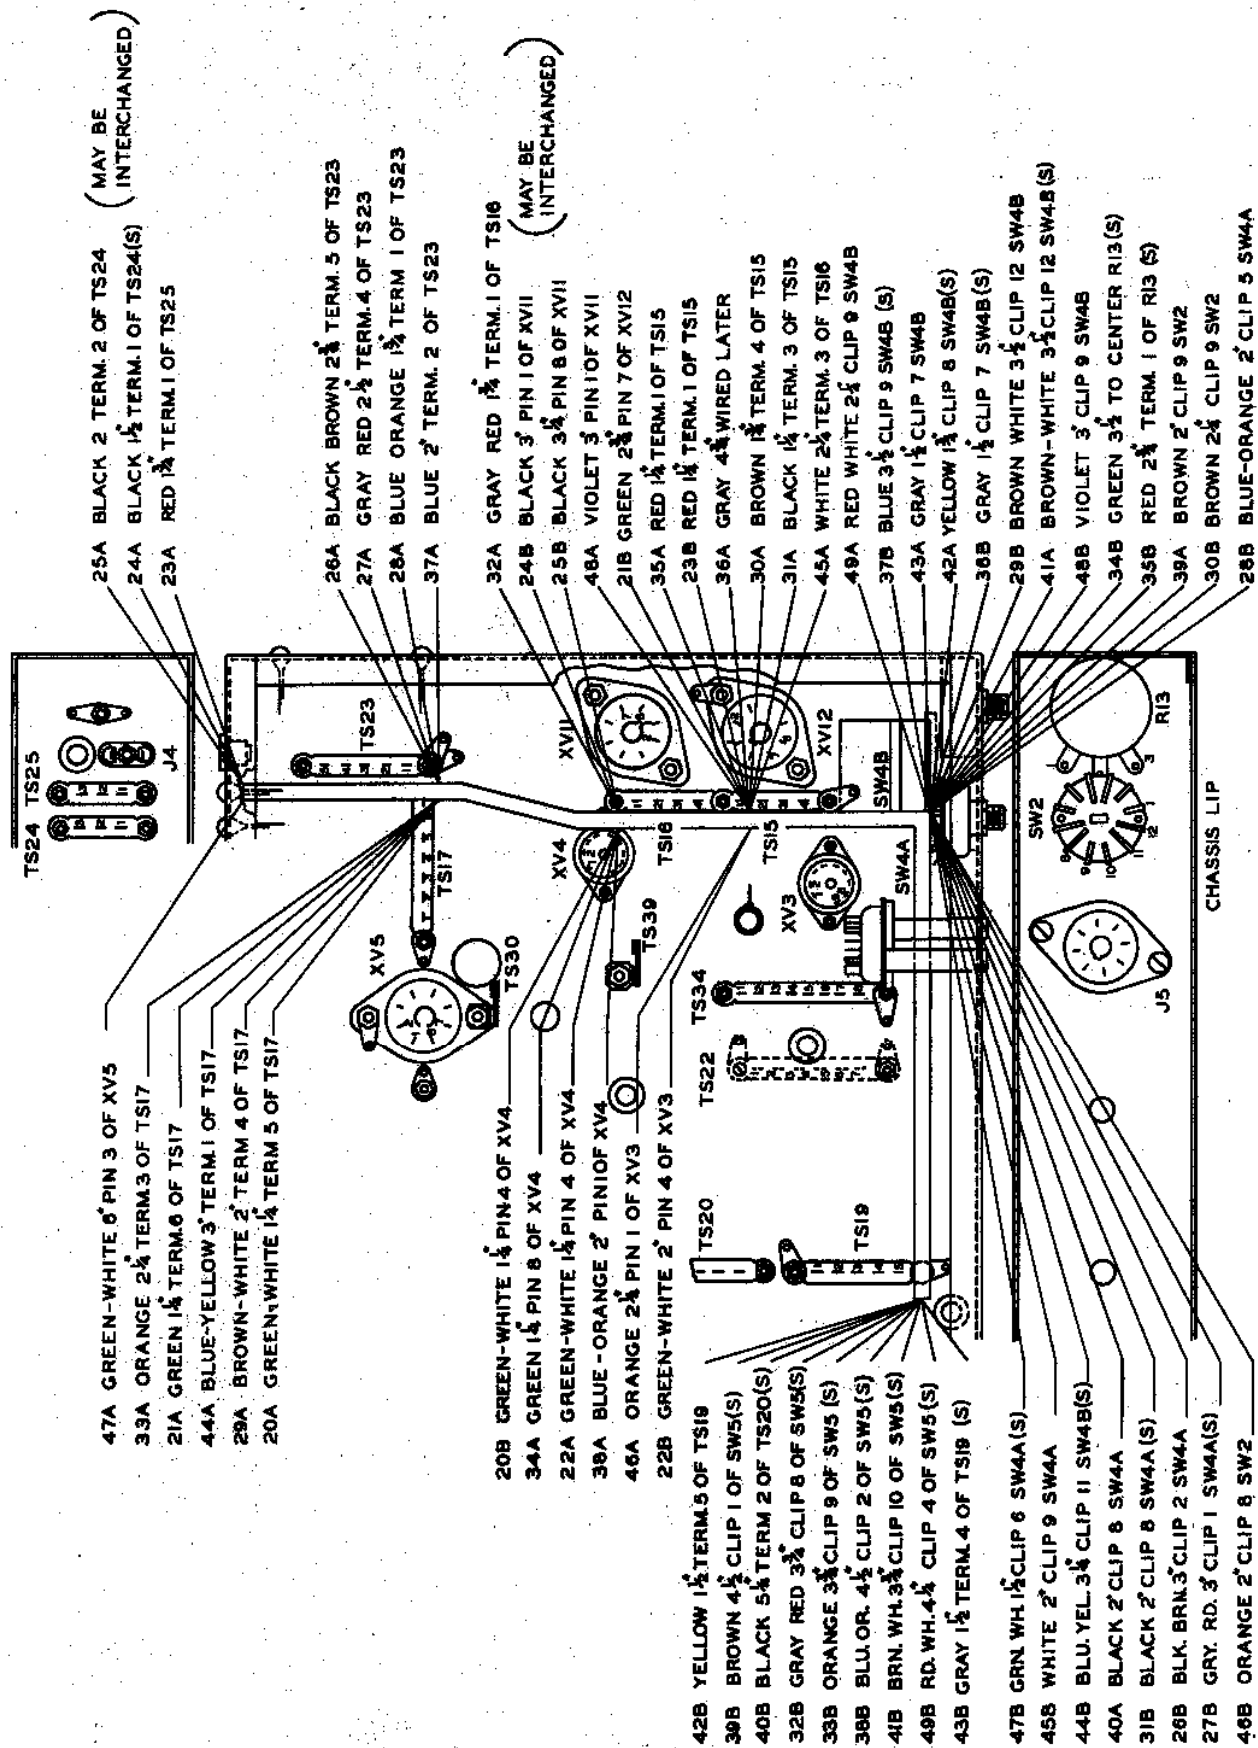 25A BLACK 2 TERM. 2 OF TS24
24A BLACK 1½" TERM. 1 OF TS24(S)
(MAY BE
INTERCHANGED)
23A RED 1¼" TERM. 1 OF TS25
26A BLACK BROWN 2¾" TERM. 5 OF TS23
27A GRAY RED 2½" TERM. 4 OF TS23
28A BLUE ORANGE 1¾" TERM 1 OF TS23
37A BLUE 2" TERM. 2 OF TS23
32A GRAY RED 1¾" TERM. 1 OF TS16
24B BLACK 3" PIN 1 OF XV11
25B BLACK 3¼" PIN 8 OF XV11
(MAY BE
INTERCHANGED)
48A VIOLET 3" PIN 1 OF XV11
21B GREEN 2¾" PIN 7 OF XV12
35A RED 1¼" TERM. 1 OF TS15
23B RED 1¼" TERM. 1 OF TS15
36A GRAY 4¾" WIRED LATER
30A BROWN 1¾" TERM. 4 OF TS15
31A BLACK 1¼" TERM. 3 OF TS15
45A WHITE 2¼" TERM. 3 OF TS16
49A RED WHITE 2½" CLIP 9 SW4B
37B BLUE 3½" CLIP 9 SW4B (S)
43A GRAY 1½" CLIP 7 SW4B
42A YELLOW 1¾" CLIP 8 SW4B(S)
36B GRAY 1½" CLIP 7 SW4B(S)
29B BROWN WHITE 3½" CLIP 12 SW4B
41A BROWN-WHITE 3½" CLIP 12 SW4B(S)
48B VIOLET 3" CLIP 9 SW4B
34B GREEN 3½" TO CENTER R13(S)
35B RED 2¾" TERM. 1 OF R13 (S)
39A BROWN 2" CLIP 9 SW2
30B BROWN 2¼" CLIP 9 SW2
28B BLUE-ORANGE 2" CLIP 5 SW4A
TS24 TS25
J4
TS23
TS17
XV5
TS30
XV11
XV4
TS16
TS39
XV12
TS15
XV3
SW4B
SW4A
TS34
TS22
TS20
TS19
R13
SW2
J5
CHASSIS LIP
47A GREEN-WHITE 6" PIN 3 OF XV5
33A ORANGE 2¼" TERM 3 OF TS17
21A GREEN 1¼" TERM. 6 OF TS17
44A BLUE-YELLOW 3" TERM. 1 OF TS17
29A BROWN-WHITE 2" TERM 4 OF TS17
20A GREEN-WHITE 1¼" TERM 5 OF TS17
20B GREEN-WHITE 1¼" PIN 4 OF XV4
34A GREEN 1¼" PIN 8 OF XV4
22A GREEN-WHITE 1¼" PIN 4 OF XV4
38A BLUE-ORANGE 2" PIN 1 OF XV4
46A ORANGE 2¼" PIN 1 OF XV3
22B GREEN-WHITE 2" PIN 4 OF XV3
42B YELLOW 1½" TERM. 5 OF TS19
39B BROWN 4½" CLIP 1 OF SW5(S)
40B BLACK 5¼" TERM 2 OF TS20(S)
32B GRAY RED 3¾" CLIP 8 OF SW5(S)
33B ORANGE 3¾" CLIP 9 OF SW5 (S)
38B BLU. OR. 4½" CLIP 2 OF SW5(S)
41B BRN. WH. 3¾" CLIP 10 OF SW5(S)
49B RD. WH. 4¼" CLIP 4 OF SW5(S)
43B GRAY 1½" TERM. 4 OF TS19 (S)
47B GRN. WH. 1½" CLIP 6 SW4A(S)
45B WHITE 2" CLIP 9 SW4A
44B BLU. YEL. 3¼" CLIP 11 SW4B(S)
40A BLACK 2" CLIP 8 SW4A
31B BLACK 2" CLIP 8 SW4A(S)
26B BLK. BRN. 3" CLIP 2 SW4A
27B GRY. RD. 3" CLIP 1 SW4A(S)
46B ORANGE 2" CLIP 8 SW2